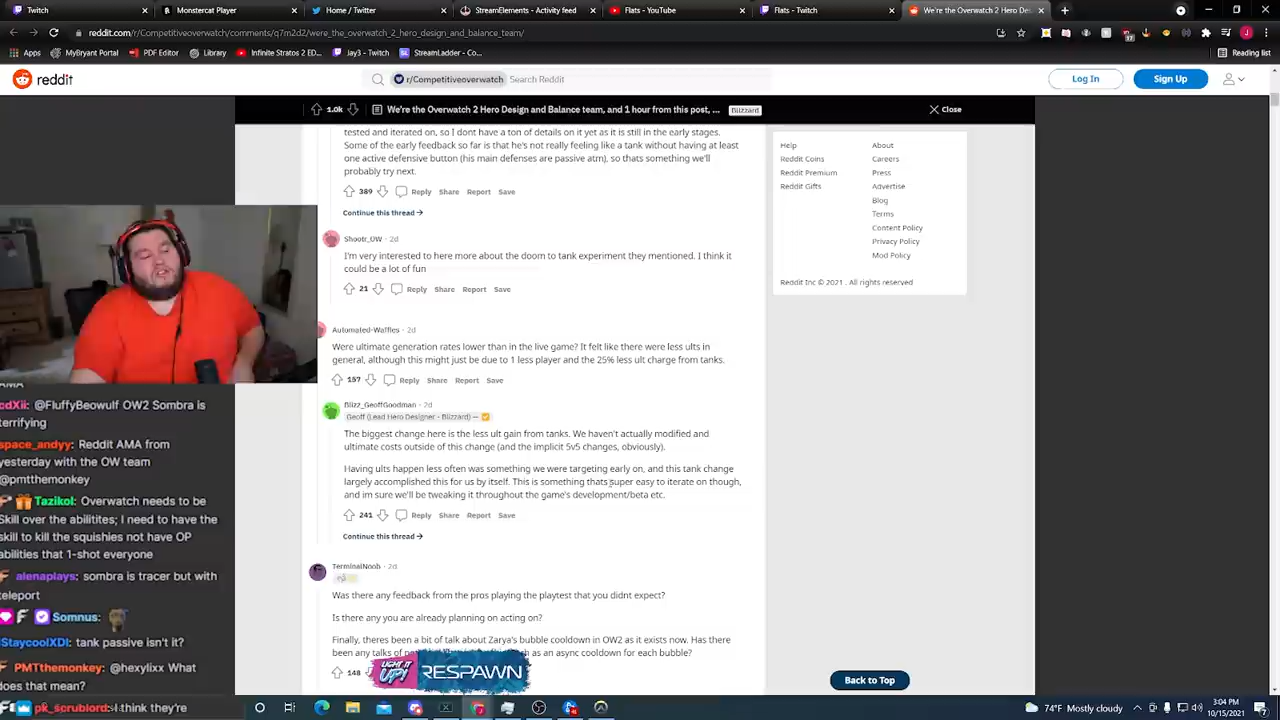 - Twitch
Monstercat Player
(1) Home / Twitter
StreamElements - Activity feed
Flats - YouTube
Flats - Twitch
We're the Overwatch 2 Hero Des
reddit.com/r/Competitiveoverwatch/comments/q7m2d2/were_the_overwatch_2_hero_design_and_balance_team/
Apps
MyBryant Portal
PDF Editor
Library
Infinite Stratos 2 ED...
Jay3 - Twitch
StreamLadder - Co...
Reading list
reddit
r/Competitiveoverwatch
Search Reddit
Log In
Sign Up
1.0k
We're the Overwatch 2 Hero Design and Balance team, and 1 hour from this post, ...
Blizzard
Close
tested and iterated on, so I dont have a ton of details on it yet as it is still in the early stages.
Some of the early feedback so far is that he's not really feeling like a tank without having at least
one active defensive button (his main defenses are passive atm), so thats something we'll
probably try next.
389 Reply Share Report Save
Continue this thread →
Shootr_OW · 2d
I'm very interested to here more about the doom to tank experiment they mentioned. I think it
could be a lot of fun
21 Reply Share Report Save
Automated-Waffles · 2d
Were ultimate generation rates lower than in the live game? It felt like there were less ults in
general, although this might just be due to 1 less player and the 25% less ult charge from tanks.
157 Reply Share Report Save
Blizz_GeoffGoodman · 2d
Geoff (Lead Hero Designer - Blizzard) —
The biggest change here is the less ult gain from tanks. We haven't actually modified and
ultimate costs outside of this change (and the implicit 5v5 changes, obviously).
Having ults happen less often was something we were targeting early on, and this tank change
largely accomplished this for us by itself. This is something thats super easy to iterate on though,
and im sure we'll be tweaking it throughout the game's development/beta etc.
241 Reply Share Report Save
Continue this thread →
TerminalNoob · 2d
Was there any feedback from the pros playing the playtest that you didnt expect?
Is there any you are already planning on acting on?
Finally, theres been a bit of talk about Zarya's bubble cooldown in OW2 as it exists now. Has there
been any talks of as an async cooldown for each bubble?
148
Help
Reddit Coins
Reddit Premium
Reddit Gifts
About
Careers
Press
Advertise
Blog
Terms
Content Policy
Privacy Policy
Mod Policy
Reddit Inc © 2021 . All rights reserved
Back to Top
cdXii: @FluffyBeowulf OW2 Sombra is
terrifying
space_andy: Reddit AMA from
yesterday with the OW team
@pmthemonkey
Tazikol: Overwatch needs to be
Skill over the abilities; I need to have the
skill to kill the squishies not have OP
abilities that 1-shot everyone
alenaplays: sombra is tracer but with
teleport
Somnus:
StaycoolXDI: tank passive isn't it?
PMTthemonkey: @hexylixx What
does that mean?
pk_scrublord: I think they're
LIGHT IT UP!
RESPAWN
74°F
3:04 PM
10/15/2021